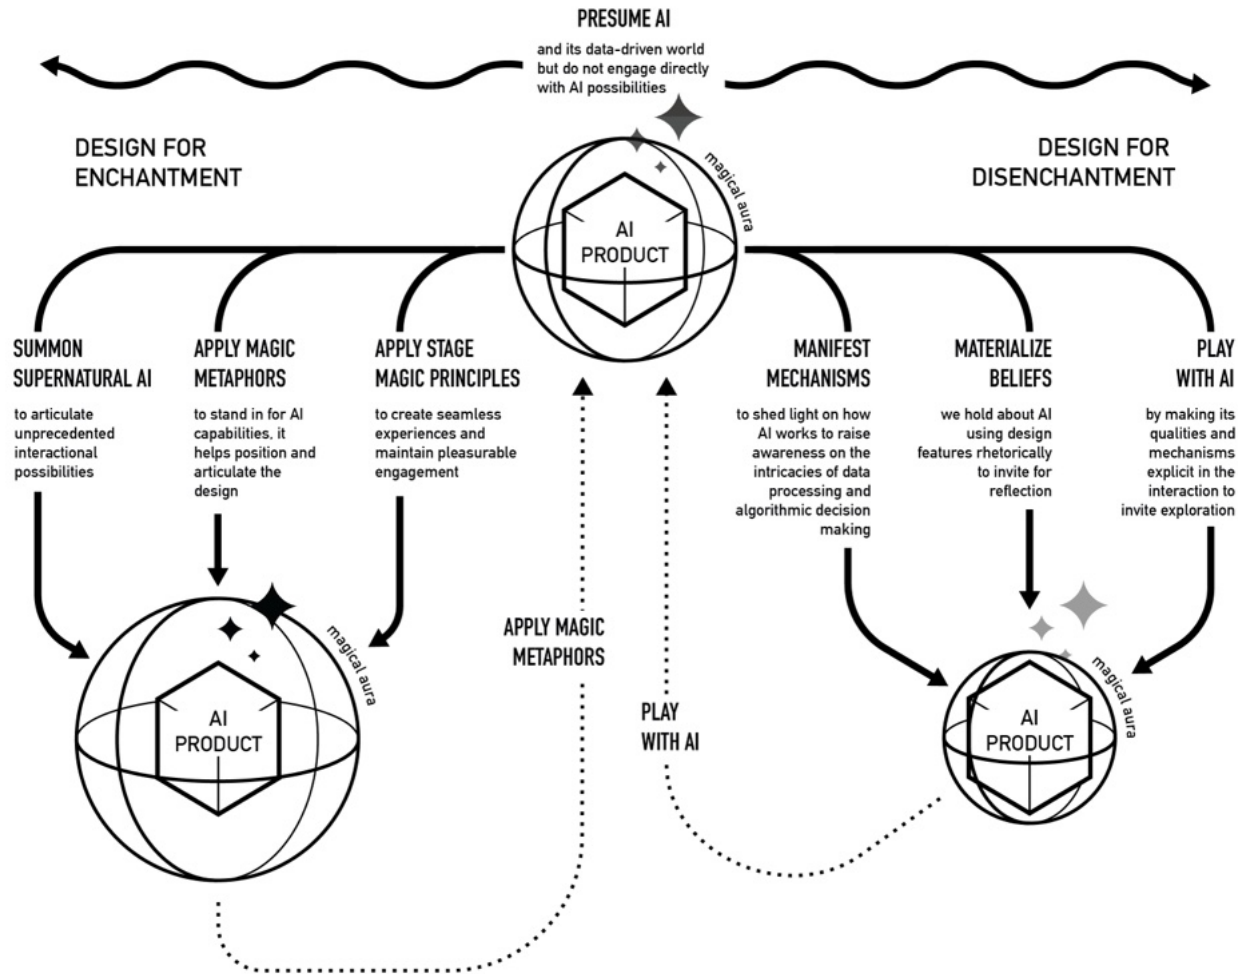 PRESUME AI
and its data-driven world
but do not engage directly
with AI possibilities
DESIGN FOR
ENCHANTMENT
DESIGN FOR
DISENCHANTMENT
magical aura
AI
PRODUCT
SUMMON
SUPERNATURAL AI
to articulate
unprecedented
interactional
possibilities
APPLY MAGIC
METAPHORS
to stand in for AI
capabilities, it
helps position and
articulate the
design
APPLY STAGE
MAGIC PRINCIPLES
to create seamless
experiences and
maintain pleasurable
engagement
MANIFEST
MECHANISMS
to shed light on how
AI works to raise
awareness on the
intricacies of data
processing and
algorithmic decision
making
MATERIALIZE
BELIEFS
we hold about AI
using design
features rhetorically
to invite for
reflection
PLAY
WITH AI
by making its
qualities and
mechanisms
explicit in the
interaction to
invite exploration
magical aura
AI
PRODUCT
APPLY MAGIC
METAPHORS
PLAY
WITH AI
magical aura
AI
PRODUCT